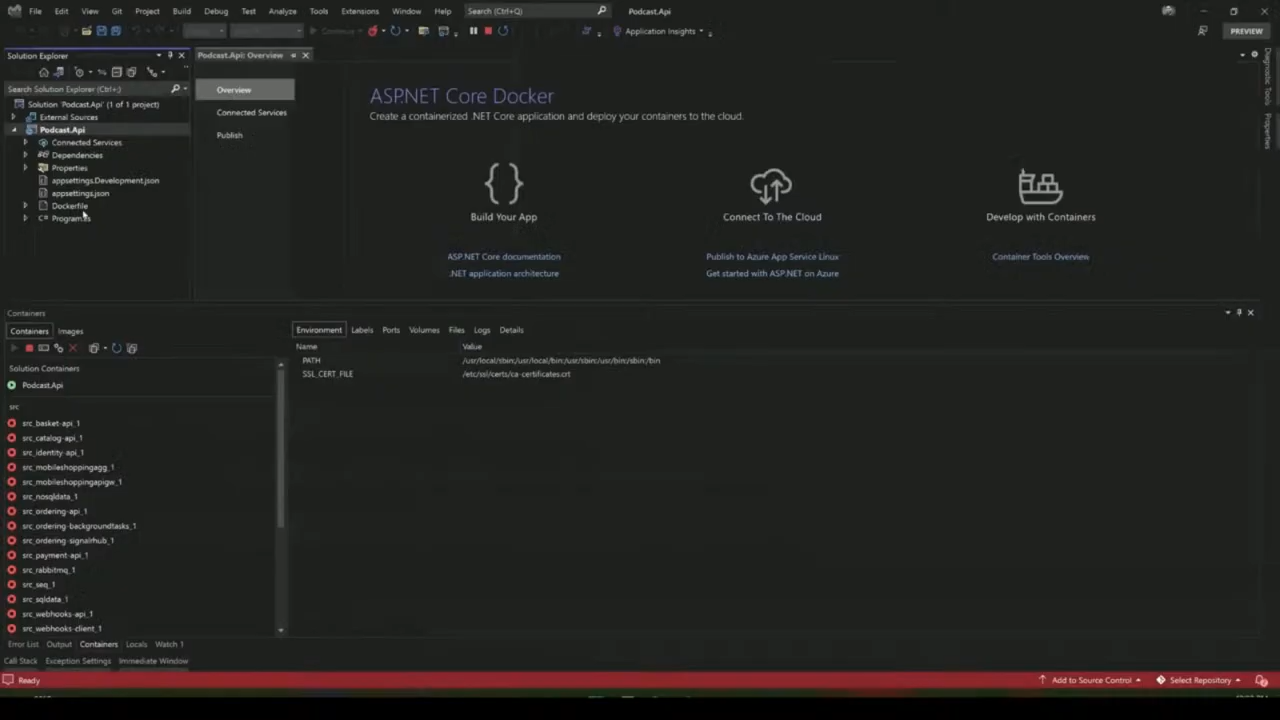 File Edit View Project Build Debug Test Analyze Tools Extensions Window Help Search (Ctrl+Q) Podcast.Api
Continue Application Insights PREVIEW
Solution Explorer
Podcast.Api: Overview
Search Solution Explorer (Ctrl+;)
Solution 'Podcast.Api' (1 of 1 project)
External Sources
Podcast.Api
Connected Services
Dependencies
Properties
appsettings.Development.json
appsettings.json
Dockerfile
Program.cs
Overview
Connected Services
Publish
ASP.NET Core Docker
Create a containerized .NET Core application and deploy your containers to the cloud.
Build Your App
ASP.NET Core documentation
.NET application architecture
Connect To The Cloud
Publish to Azure App Service Linux
Get started with ASP.NET on Azure
Develop with Containers
Container Tools Overview
Diagnostic Tools
Properties
Containers
Containers Images
Solution Containers
Podcast.Api
src
src_basket-api_1
src_catalog-api_1
src_identity-api_1
src_mobileshoppingagg_1
src_mobileshoppingapigw_1
src_nosqldata_1
src_ordering-api_1
src_ordering-backgroundtasks_1
src_ordering-signalrhub_1
src_payment-api_1
src_rabbitmq_1
src_seq_1
src_sqldata_1
src_webhooks-api_1
src_webhooks-client_1
Environment Labels Ports Volumes Files Logs Details
Name Value
PATH /usr/local/sbin:/usr/local/bin:/usr/sbin:/usr/bin:/sbin:/bin
SSL_CERT_FILE /etc/ssl/certs/ca-certificates.crt
Error List Output Containers Locals Watch 1
Call Stack Exception Settings Immediate Window
Ready Add to Source Control Select Repository